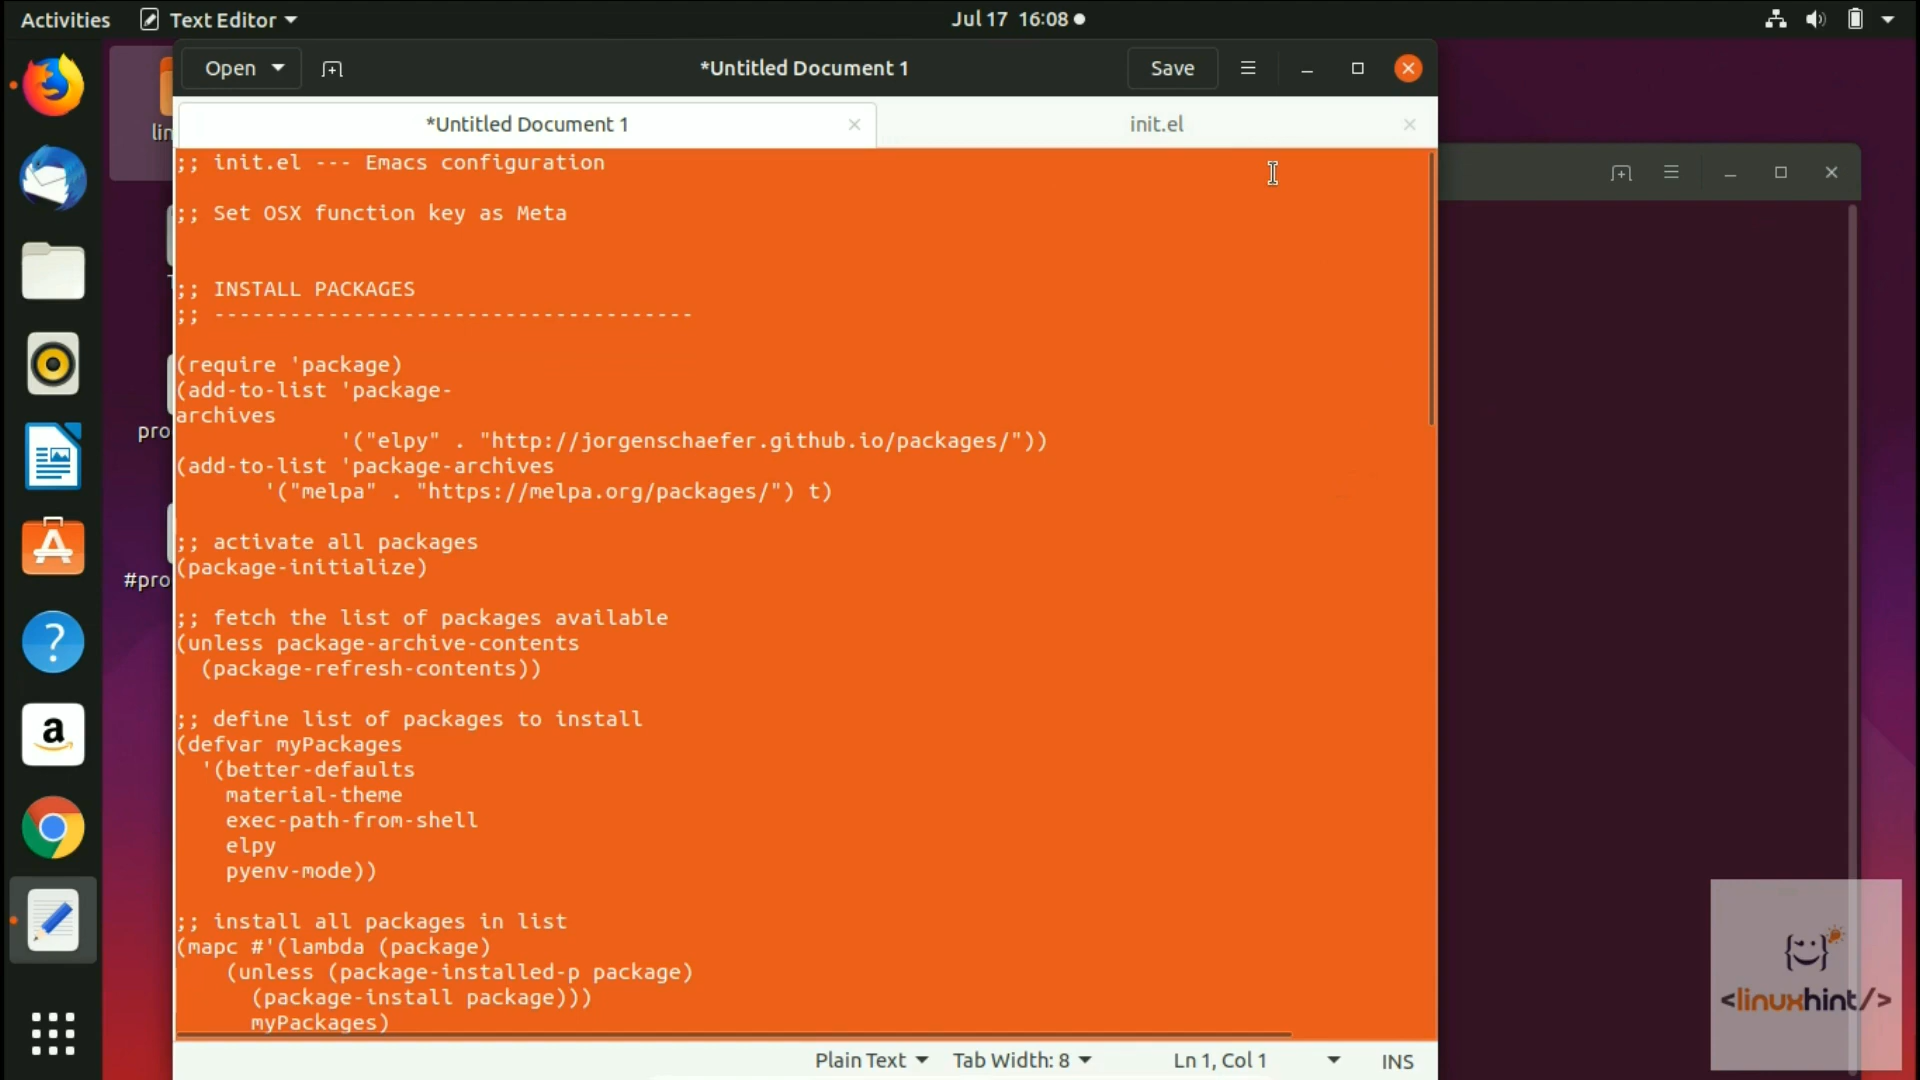 Activities
Text Editor
Jul 17 16:08
Open
*Untitled Document 1
Save
*Untitled Document 1
init.el
;; init.el --- Emacs configuration
;; Set OSX function key as Meta
;; INSTALL PACKAGES
;; --------------------------------------
(require 'package)
(add-to-list 'package-
archives
'("elpy" . "http://jorgenschaefer.github.io/packages/"))
(add-to-list 'package-archives
'("melpa" . "https://melpa.org/packages/") t)
;; activate all packages
(package-initialize)
;; fetch the list of packages available
(unless package-archive-contents
(package-refresh-contents))
;; define list of packages to install
(defvar myPackages
'(better-defaults
material-theme
exec-path-from-shell
elpy
pyenv-mode))
;; install all packages in list
(mapc #'(lambda (package)
(unless (package-installed-p package)
(package-install package)))
myPackages)
Plain Text
Tab Width: 8
Ln 1, Col 1
INS
lin
pro
#pro
a
<linuxhint/>